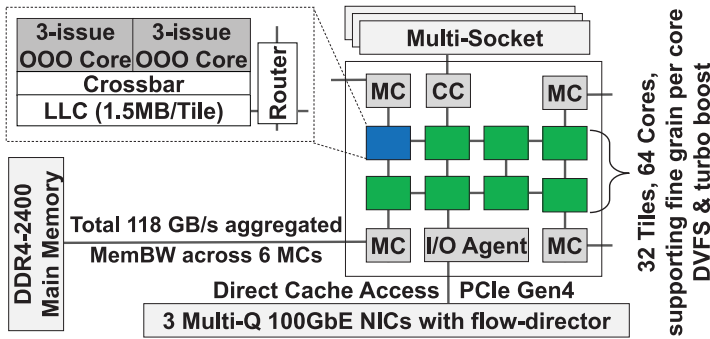 3-issue
OOO Core
3-issue
OOO Core
Crossbar
LLC (1.5MB/Tile)
Router
Multi-Socket
MC
CC
MC
MC
I/O Agent
MC
32 Tiles, 64 Cores,
supporting fine grain per core
DVFS & turbo boost
DDR4-2400
Main Memory
Total 118 GB/s aggregated
MemBW across 6 MCs
Direct Cache Access
PCIe Gen4
3 Multi-Q 100GbE NICs with flow-director